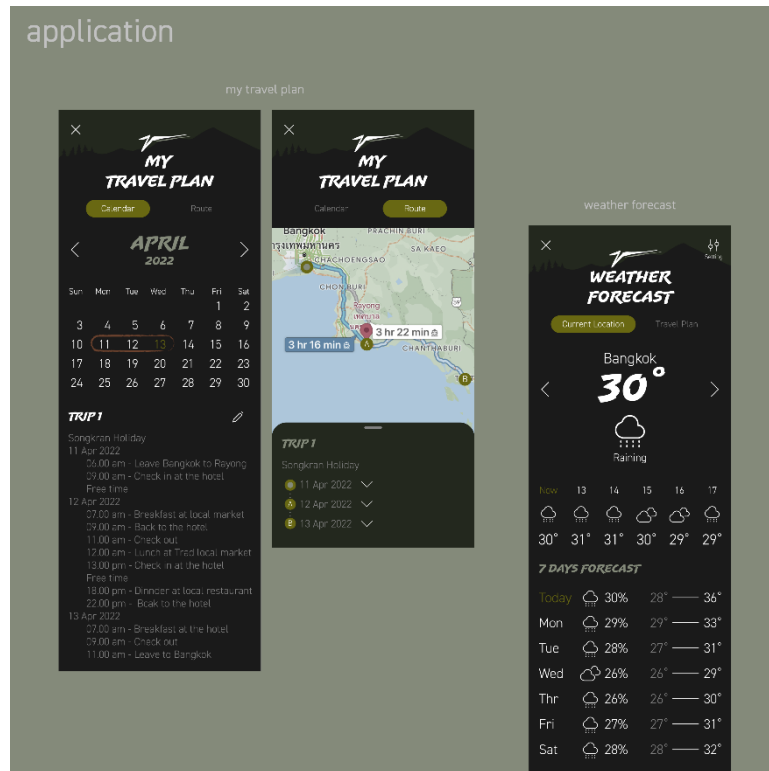 application
my travel plan
MY
TRAVEL PLAN
Calendar Route
APRIL
2022
Sun Mon Tue Wed Thu Fri Sat
1 2
3 4 5 6 7 8 9
10 11 12 13 14 15 16
17 18 19 20 21 22 23
24 25 26 27 28 29 30
TRIP 1
Songkran Holiday
11 Apr 2022
06.00 am - Leave Bangkok to Rayong
09.00 am - Check in at the hotel
Free time
12 Apr 2022
07.00 am - Breakfast at local market
09.00 am - Back to the hotel
11.00 am - Check out
12.00 am - Lunch at Trad local market
13.00 pm - Check in at the hotel
Free time
18.00 pm - Dinnder at local restaurant
22.00 pm - Bcak to the hotel
13 Apr 2022
07.00 am - Breakfast at the hotel
09.00 am - Check out
11.00 am - Leave to Bangkok
MY
TRAVEL PLAN
Calendar Route
Bangkok
กรุงเทพมหานคร
PRACHIN BURI
SA KAEO
CHACHOENGSAO
CHON BURI
Rayong
3 hr 22 min
3 hr 16 min
A
CHANTHABURI
B
TRIP 1
Songkran Holiday
11 Apr 2022
A 12 Apr 2022
B 13 Apr 2022
weather forecast
Setting
WEATHER
FORECAST
Current Location Travel Plan
Bangkok
30°
Raining
Now 13 14 15 16 17
30° 31° 31° 30° 29° 29°
7 DAYS FORECAST
Today 30% 28° 36°
Mon 29% 29° 33°
Tue 28% 27° 31°
Wed 26% 26° 29°
Thr 26% 26° 30°
Fri 27% 27° 31°
Sat 28% 28° 32°